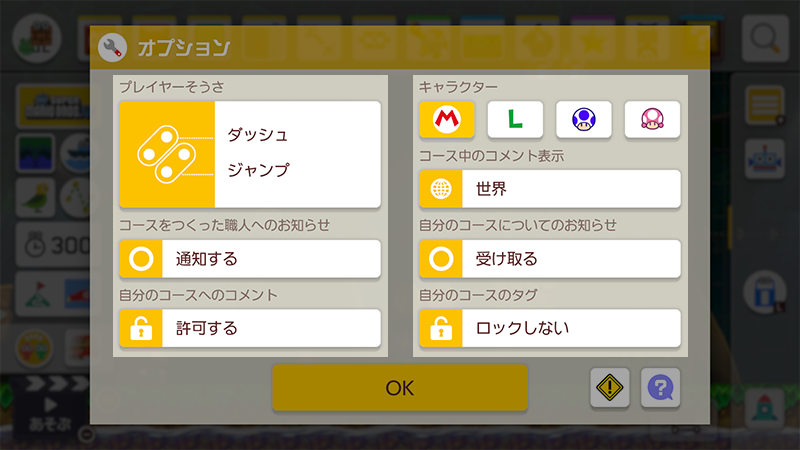 オプション
プレイヤーそうさ
ダッシュ
ジャンプ
コースをつくった職人へのお知らせ
通知する
自分のコースへのコメント
許可する
キャラクター
M L
コース中のコメント表示
世界
自分のコースについてのお知らせ
受け取る
自分のコースのタグ
ロックしない
OK
300
あそぶ